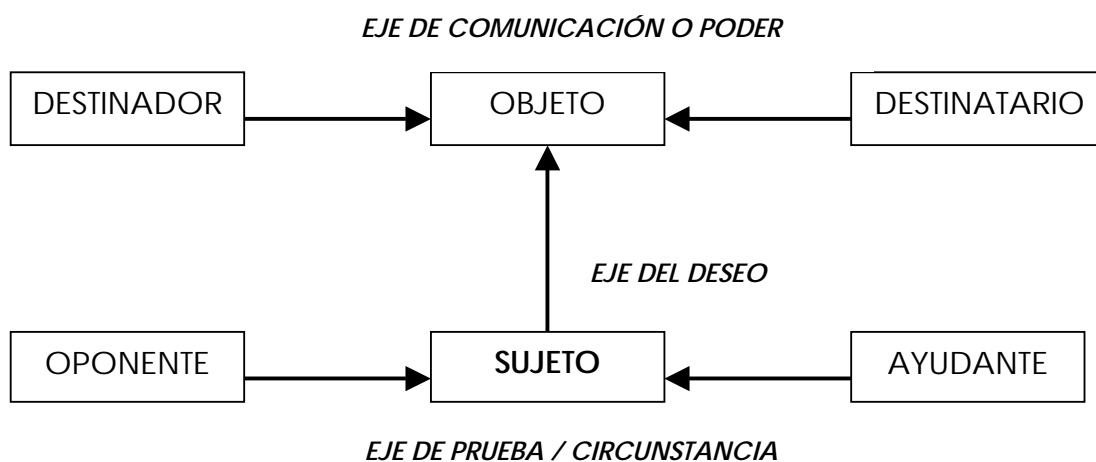 EJE DE COMUNICACIÓN O PODER
DESTINADOR
OBJETO
DESTINATARIO
EJE DEL DESEO
OPONENTE
SUJETO
AYUDANTE
EJE DE PRUEBA / CIRCUNSTANCIA